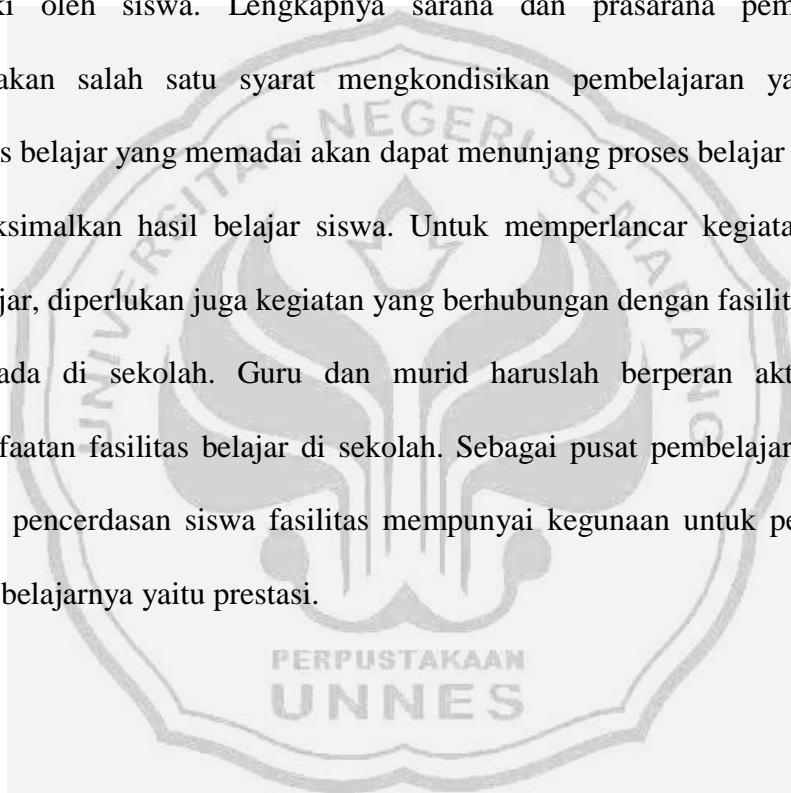 ki oleh siswa. Lengkapnya sarana dan prasarana pem
akan salah satu syarat mengkondisikan pembelajaran ya
s belajar yang memadai akan dapat menunjang proses belajar
ksimalkan hasil belajar siswa. Untuk memperlancar kegiata
jar, diperlukan juga kegiatan yang berhubungan dengan fasilit
ada di sekolah. Guru dan murid haruslah berperan akt
faatan fasilitas belajar di sekolah. Sebagai pusat pembelajar
pencerdasan siswa fasilitas mempunyai kegunaan untuk pe
belajarnya yaitu prestasi.
UNIVERSITAS NEGERI SEMARANG
PERPUSTAKAAN
UNNES